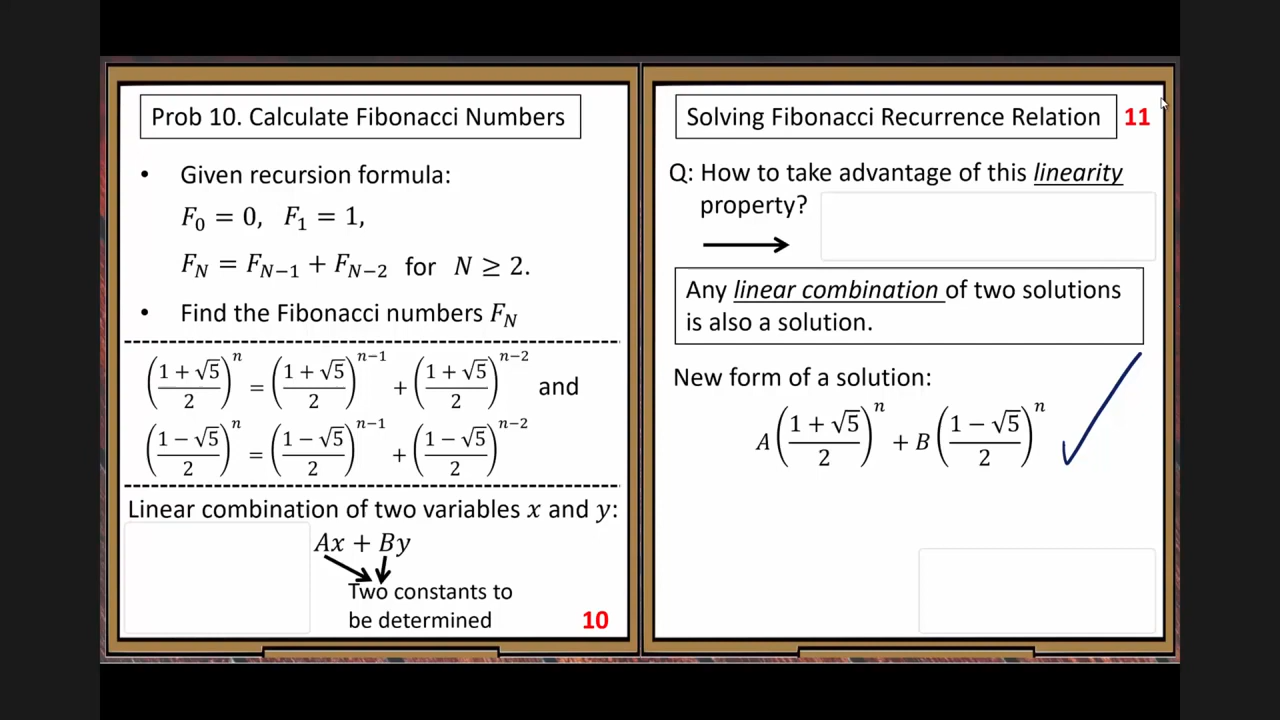 Prob 10. Calculate Fibonacci Numbers
• Given recursion formula:
F₀ = 0, F₁ = 1,
F_N = F_{N−1} + F_{N−2} for N ≥ 2.
• Find the Fibonacci numbers F_N
((1 + √5)/2)^n = ((1 + √5)/2)^{n−1} + ((1 + √5)/2)^{n−2} and
((1 − √5)/2)^n = ((1 − √5)/2)^{n−1} + ((1 − √5)/2)^{n−2}
Linear combination of two variables x and y:
Ax + By
Two constants to
be determined
10
Solving Fibonacci Recurrence Relation 11
Q: How to take advantage of this linearity
property?
Any linear combination of two solutions
is also a solution.
New form of a solution:
A((1 + √5)/2)^n + B((1 − √5)/2)^n